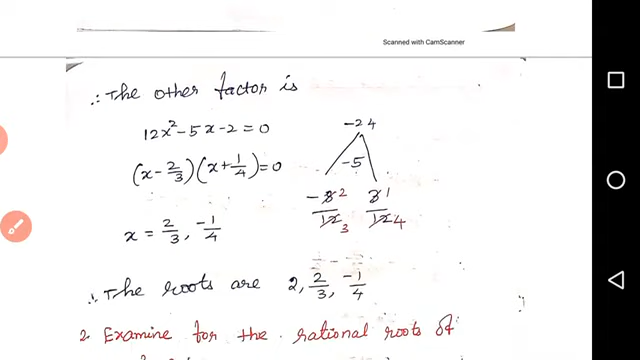 Scanned with CamScanner
∴ The other factor is
12x² - 5x - 2 = 0
(x - 2/3)(x + 1/4) = 0
x = 2/3, -1/4
-24
-5
-8 2 / 12 3
3 1 / 12 4
∴ The roots are 2, 2/3, -1/4
2. Examine for the rational roots of